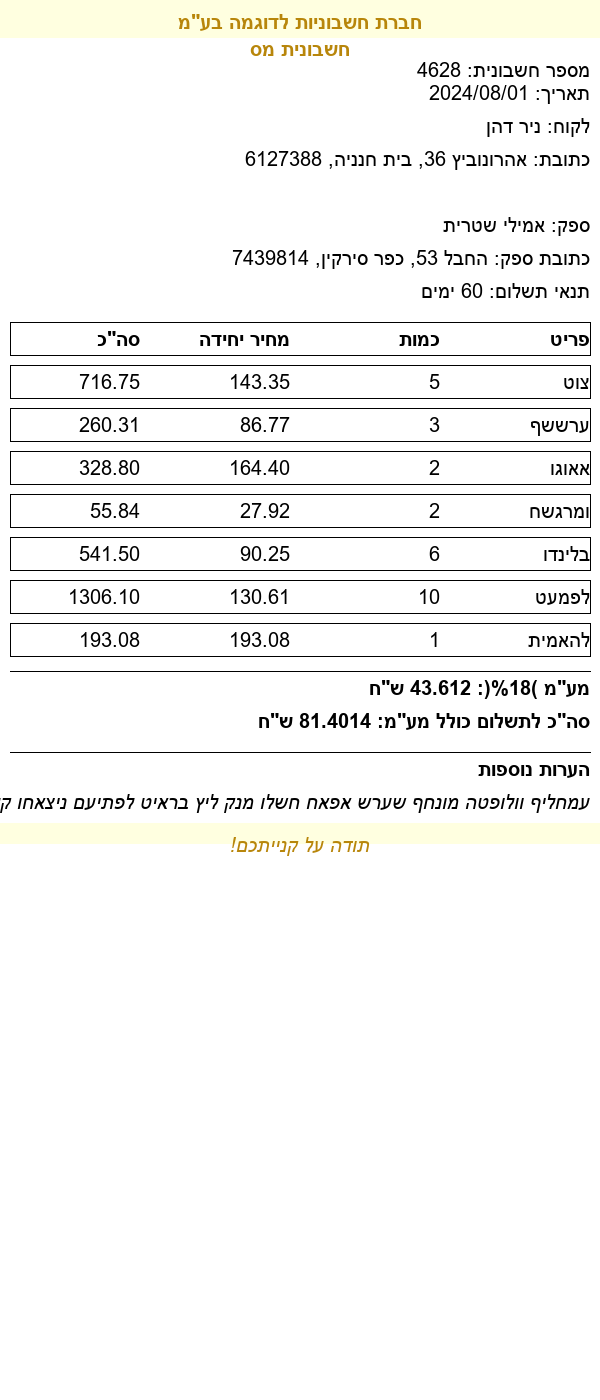 חברת חשבוניות לדוגמה בע"מ
חשבונית מס
מספר חשבונית: 4628
תאריך: 2024/08/01
לקוח: ניר דהן
כתובת: אהרונוביץ 36, בית חנניה, 6127388
ספק: אמילי שטרית
כתובת ספק: החבל 53, כפר סירקין, 7439814
תנאי תשלום: 60 ימים
פריט כמות מחיר יחידה סה"כ
צוט 5 143.35 716.75
ערששף 3 86.77 260.31
אאוגו 2 164.40 328.80
ומרגשח 2 27.92 55.84
בלינדו 6 90.25 541.50
לפמעט 10 130.61 1306.10
להאמית 1 193.08 193.08
מע"מ )18%(: 43.612 ש"ח
סה"כ לתשלום כולל מע"מ: 81.4014 ש"ח
הערות נוספות
עמחליף וולופטה מונחף שערש אפאח חשלו מנק ליץ בראיט לפתיעם ניצאחו
תודה על קנייתכם!